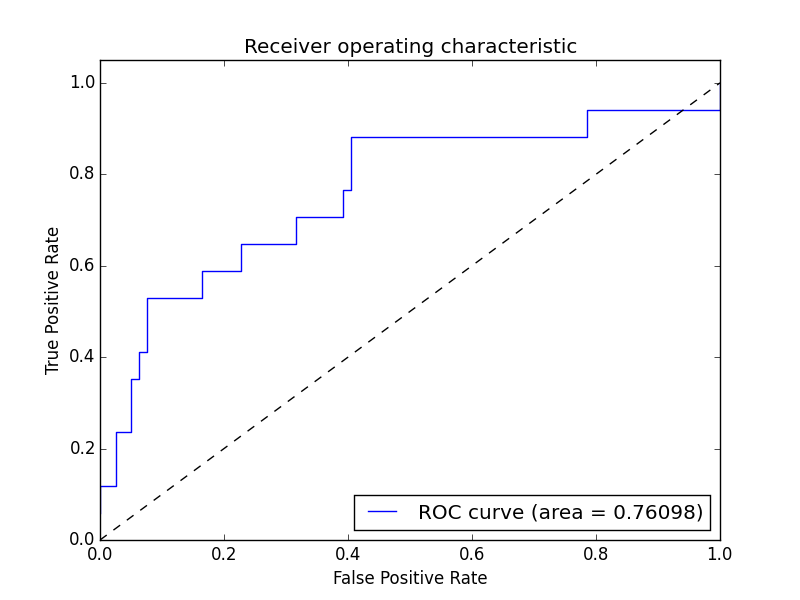 Receiver operating characteristic
1.0
0.8
0.6
0.4
0.2
0.0
True Positive Rate
ROC curve (area = 0.76098)
0.0 0.2 0.4 0.6 0.8 1.0
False Positive Rate